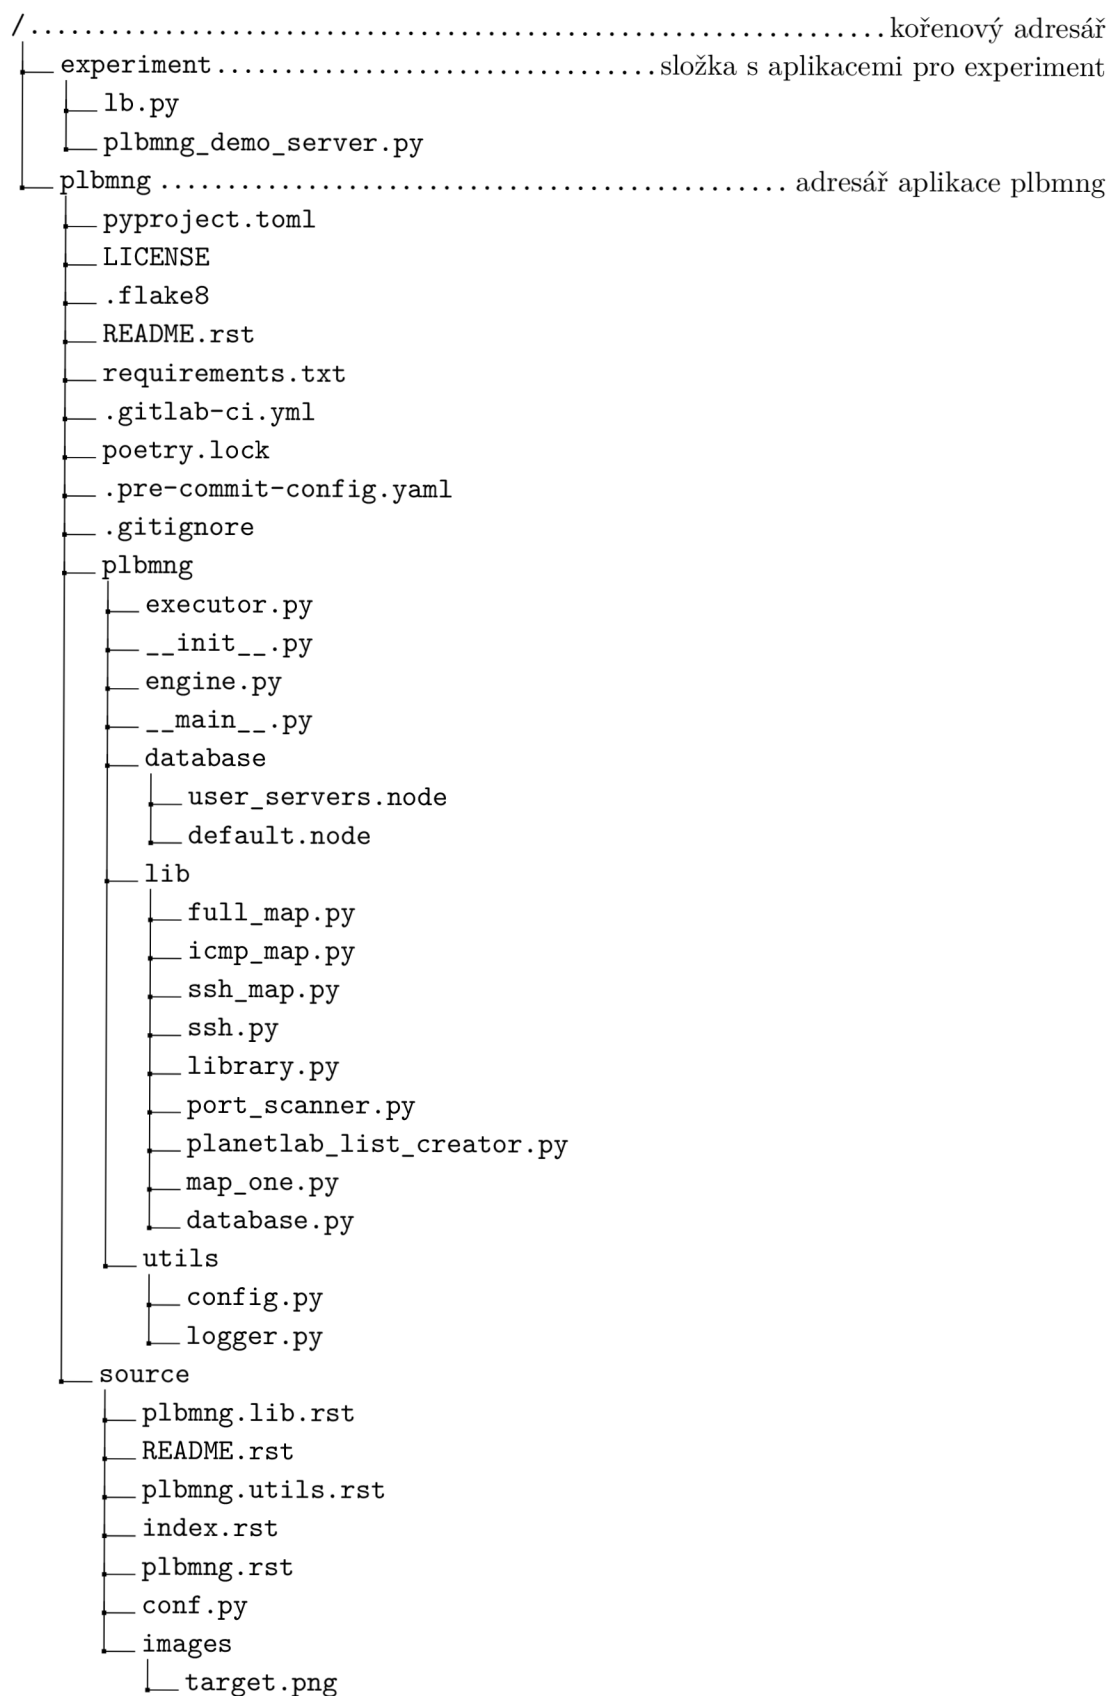 / ........ kořenový adresář
experiment ........ složka s aplikacemi pro experiment
lb.py
plbmng_demo_server.py
plbmng ........ adresář aplikace plbmng
pyproject.toml
LICENSE
.flake8
README.rst
requirements.txt
.gitlab-ci.yml
poetry.lock
.pre-commit-config.yaml
.gitignore
plbmng
executor.py
__init__.py
engine.py
__main__.py
database
user_servers.node
default.node
lib
full_map.py
icmp_map.py
ssh_map.py
ssh.py
library.py
port_scanner.py
planetlab_list_creator.py
map_one.py
database.py
utils
config.py
logger.py
source
plbmng.lib.rst
README.rst
plbmng.utils.rst
index.rst
plbmng.rst
conf.py
images
target.png